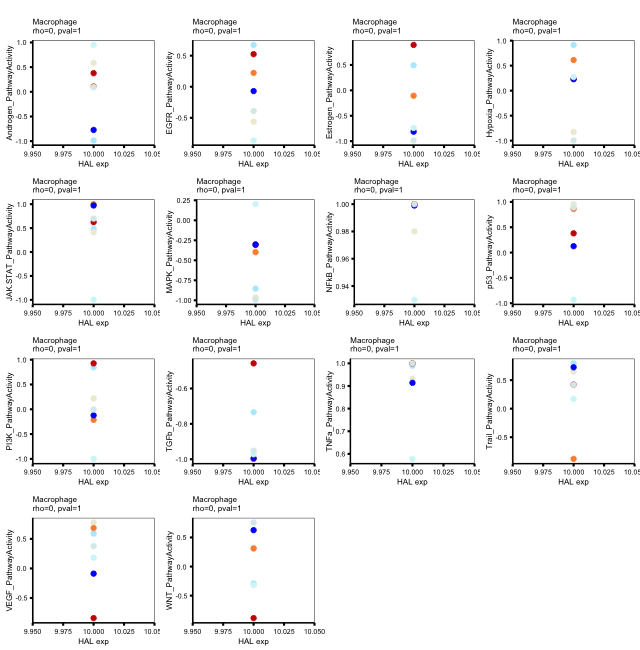 Macrophage
rho=0, pval=1
Androgen_PathwayActivity
1.0
0.5
0.0
-0.5
-1.0
9.950 9.975 10.000 10.025 10.05
HAL exp
Macrophage
rho=0, pval=1
EGFR_PathwayActivity
0.5
0.0
-0.5
9.950 9.975 10.000 10.025 10.05
HAL exp
Macrophage
rho=0, pval=1
Estrogen_PathwayActivity
0.5
0.0
-0.5
-1.0
9.950 9.975 10.000 10.025 10.05
HAL exp
Macrophage
rho=0, pval=1
Hypoxia_PathwayActivity
1.0
0.5
0.0
-0.5
-1.0
9.950 9.975 10.000 10.025 10.05
HAL exp
Macrophage
rho=0, pval=1
JAK.STAT_PathwayActivity
1.0
0.5
0.0
-0.5
-1.0
9.950 9.975 10.000 10.025 10.05
HAL exp
Macrophage
rho=0, pval=1
MAPK_PathwayActivity
0.25
0.00
-0.25
-0.50
-0.75
-1.00
9.950 9.975 10.000 10.025 10.05
HAL exp
Macrophage
rho=0, pval=1
NFkB_PathwayActivity
1.00
0.98
0.96
0.94
9.950 9.975 10.000 10.025 10.05
HAL exp
Macrophage
rho=0, pval=1
p53_PathwayActivity
1.0
0.5
0.0
-0.5
-1.0
9.950 9.975 10.000 10.025 10.05
HAL exp
Macrophage
rho=0, pval=1
PI3K_PathwayActivity
1.0
0.5
0.0
-0.5
-1.0
9.950 9.975 10.000 10.025 10.05
HAL exp
Macrophage
rho=0, pval=1
TGFb_PathwayActivity
-0.6
-0.8
-1.0
9.950 9.975 10.000 10.025 10.05
HAL exp
Macrophage
rho=0, pval=1
TNFa_PathwayActivity
1.0
0.9
0.8
0.7
0.6
9.950 9.975 10.000 10.025 10.05
HAL exp
Macrophage
rho=0, pval=1
Trail_PathwayActivity
0.5
0.0
-0.5
9.950 9.975 10.000 10.025 10.05
HAL exp
Macrophage
rho=0, pval=1
VEGF_PathwayActivity
0.5
0.0
-0.5
9.950 9.975 10.000 10.025 10.05
HAL exp
Macrophage
rho=0, pval=1
WNT_PathwayActivity
0.5
0.0
-0.5
9.950 9.975 10.000 10.025 10.050
HAL exp